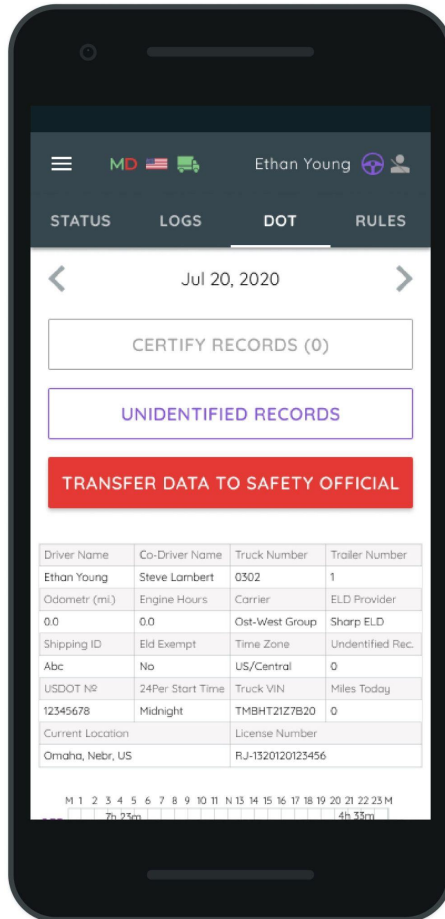 MD Ethan Young
STATUS LOGS DOT RULES
Jul 20, 2020
CERTIFY RECORDS (0)
UNIDENTIFIED RECORDS
TRANSFER DATA TO SAFETY OFFICIAL
Driver Name Co-Driver Name Truck Number Trailer Number
Ethan Young Steve Lambert 0302 1
Odometr (mi.) Engine Hours Carrier ELD Provider
0.0 0.0 Ost-West Group Sharp ELD
Shipping ID Eld Exempt Time Zone Undentified Rec.
Abc No US/Central 0
USDOT № 24Per Start Time Truck VIN Miles Today
12345678 Midnight TMBHT21Z7B20 0
Current Location License Number
Omaha, Nebr, US RJ-1320120123456
M 1 2 3 4 5 6 7 8 9 10 11 N 13 14 15 16 17 18 19 20 21 22 23 M
7h 23m 4h 33m